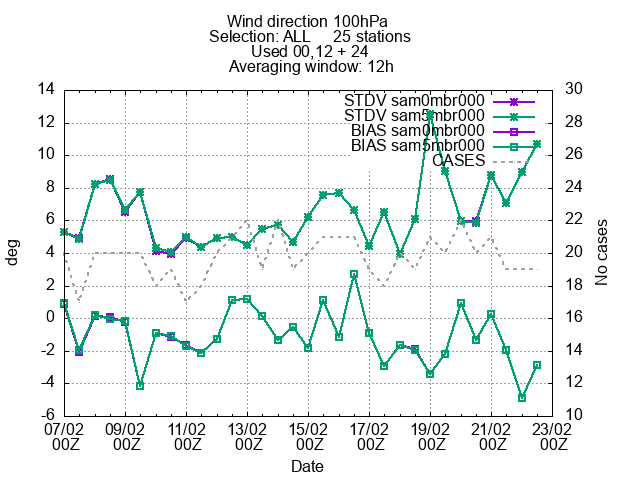 Wind direction 100hPa
Selection: ALL 25 stations
Used 00,12 + 24
Averaging window: 12h
14 30
STDV sam0mbr000
12 STDV sam5mbr000 28
BIAS sam0mbr000
BIAS sam5mbr000
10 CASES 26
8 24
6 22
deg
4 20
No cases
2 18
0 16
-2 14
-4 12
-6 10
07/02 09/02 11/02 13/02 15/02 17/02 19/02 21/02 23/02
00Z 00Z 00Z 00Z 00Z 00Z 00Z 00Z 00Z
Date